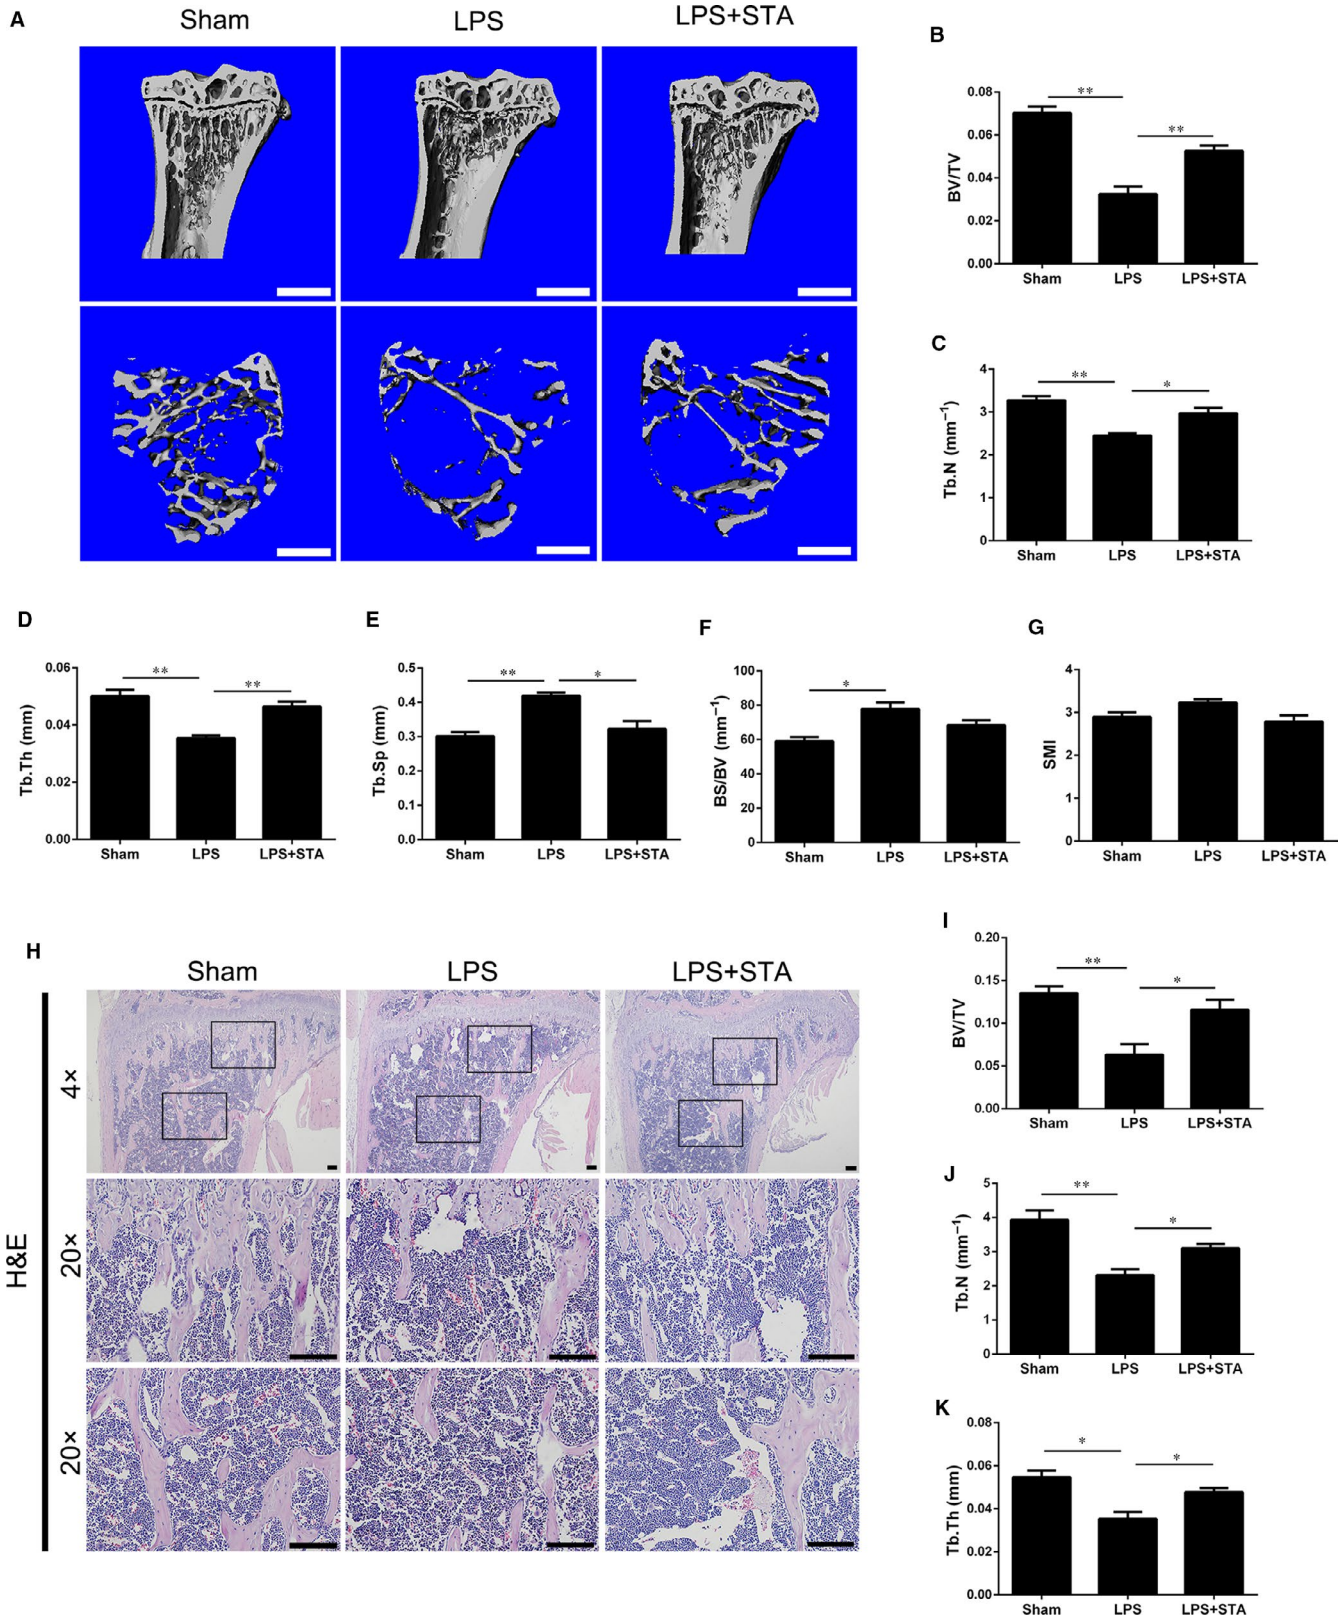 A
Sham
LPS
LPS+STA
B
BV/TV
0.08
0.06
0.04
0.02
0.00
**
**
Sham
LPS
LPS+STA
C
Tb.N (mm−1)
4
3
2
1
0
**
*
Sham
LPS
LPS+STA
D
Tb.Th (mm)
0.06
0.04
0.02
0.00
**
**
Sham
LPS
LPS+STA
E
Tb.Sp (mm)
0.5
0.4
0.3
0.2
0.1
0.0
**
*
Sham
LPS
LPS+STA
F
BS/BV (mm−1)
100
80
60
40
20
0
*
Sham
LPS
LPS+STA
G
SMI
4
3
2
1
0
Sham
LPS
LPS+STA
H
Sham
LPS
LPS+STA
H&E
4×
20×
20×
I
BV/TV
0.20
0.15
0.10
0.05
0.00
**
*
Sham
LPS
LPS+STA
J
Tb.N (mm−1)
5
4
3
2
1
0
**
*
Sham
LPS
LPS+STA
K
Tb.Th (mm)
0.08
0.06
0.04
0.02
0.00
*
*
Sham
LPS
LPS+STA